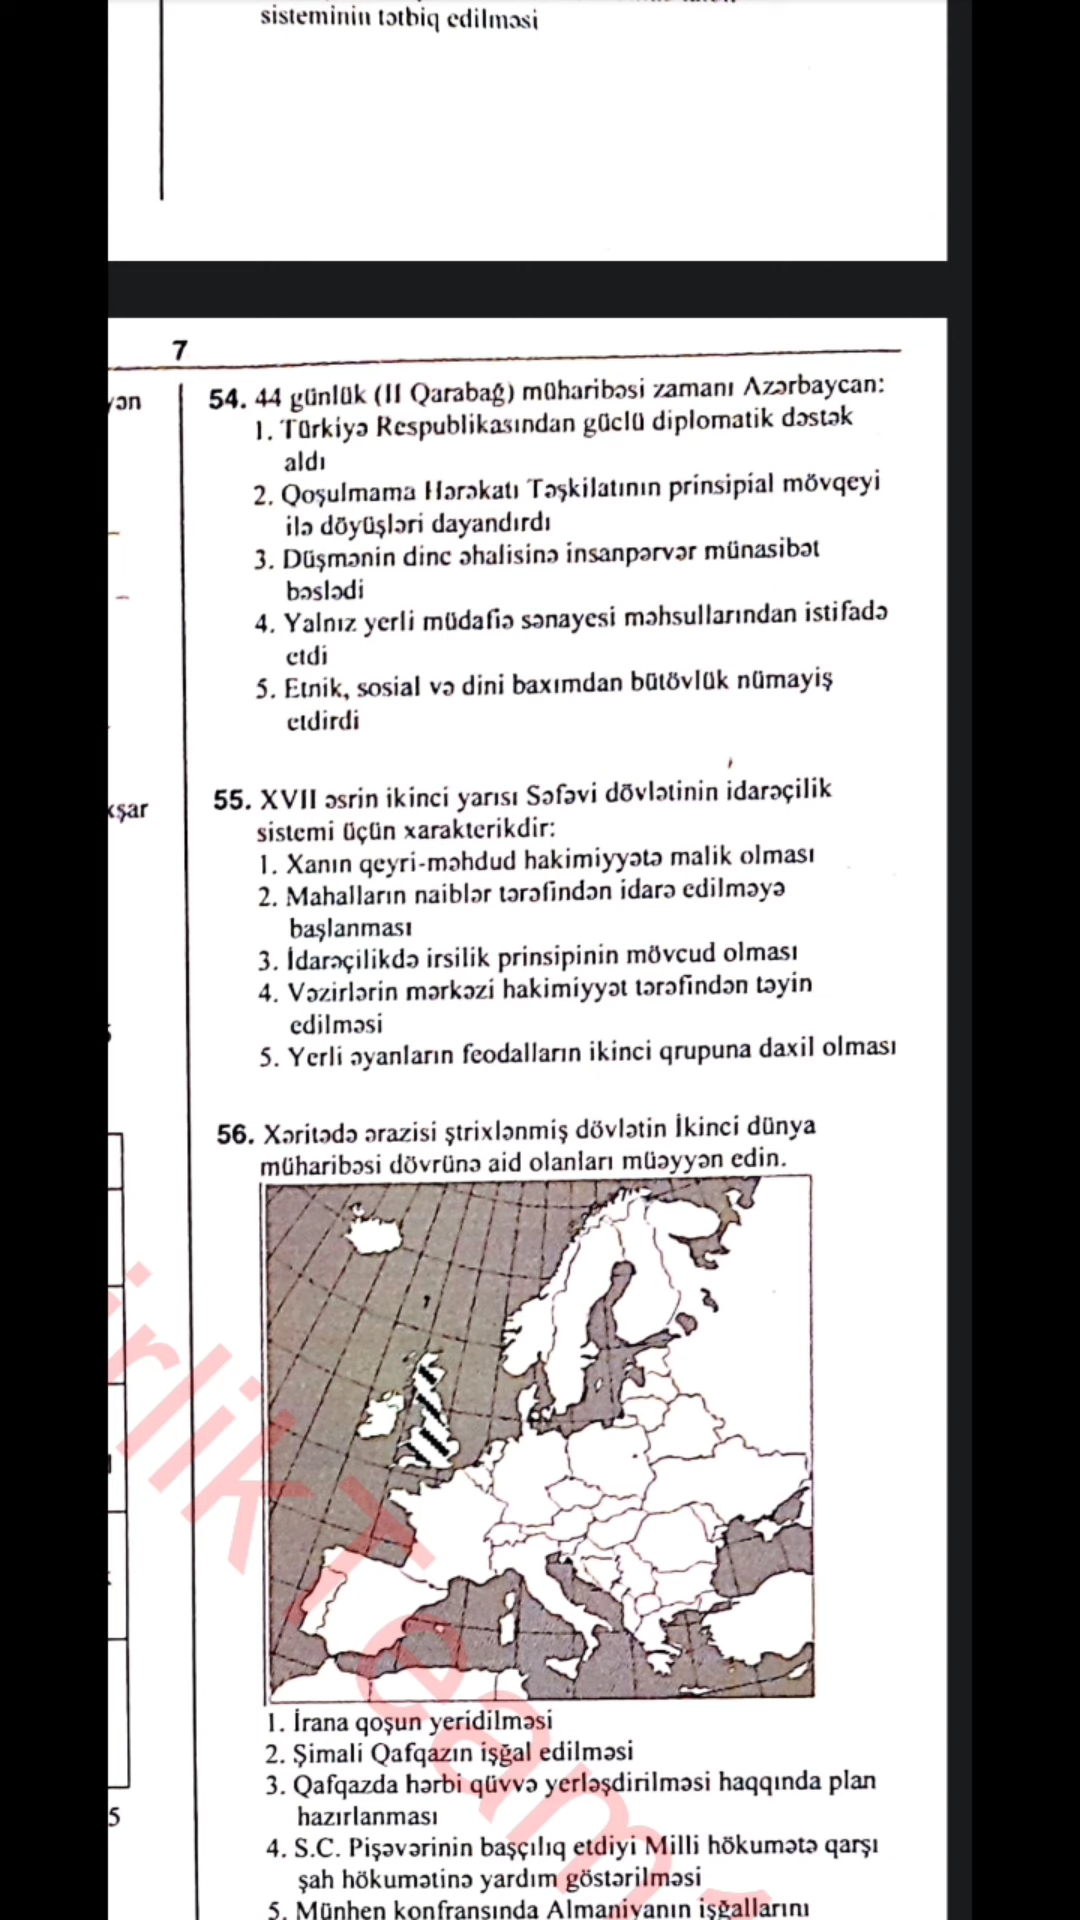 sisteminin tətbiq edilməsi
7
54. 44 günlük (II Qarabağ) müharibəsi zamanı Azərbaycan:
1. Türkiyə Respublikasından güclü diplomatik dəstək
aldı
2. Qoşulmama Hərəkatı Təşkilatının prinsipial mövqeyi
ilə döyüşləri dayandırdı
3. Düşmənin dinc əhalisinə insanpərvər münasibət
bəslədi
4. Yalnız yerli müdafiə sənayesi məhsullarından istifadə
etdi
5. Etnik, sosial və dini baxımdan bütövlük nümayiş
etdirdi
55. XVII əsrin ikinci yarısı Səfəvi dövlətinin idarəçilik
sistemi üçün xarakterikdir:
1. Xanın qeyri-məhdud hakimiyyətə malik olması
2. Mahalların naiblər tərəfindən idarə edilməyə
başlanması
3. İdarəçilikdə irsilik prinsipinin mövcud olması
4. Vəzirlərin mərkəzi hakimiyyət tərəfindən təyin
edilməsi
5. Yerli əyanların feodalların ikinci qrupuna daxil olması
56. Xəritədə ərazisi ştrixlənmiş dövlətin İkinci dünya
müharibəsi dövrünə aid olanları müəyyən edin.
1. İrana qoşun yeridilməsi
2. Şimali Qafqazın işğal edilməsi
3. Qafqazda hərbi qüvvə yerləşdirilməsi haqqında plan
hazırlanması
4. S.C. Pişəvərinin başçılıq etdiyi Milli hökumətə qarşı
şah hökumətinə yardım göstərilməsi
5. Münhen konfransında Almaniyanın işğallarını